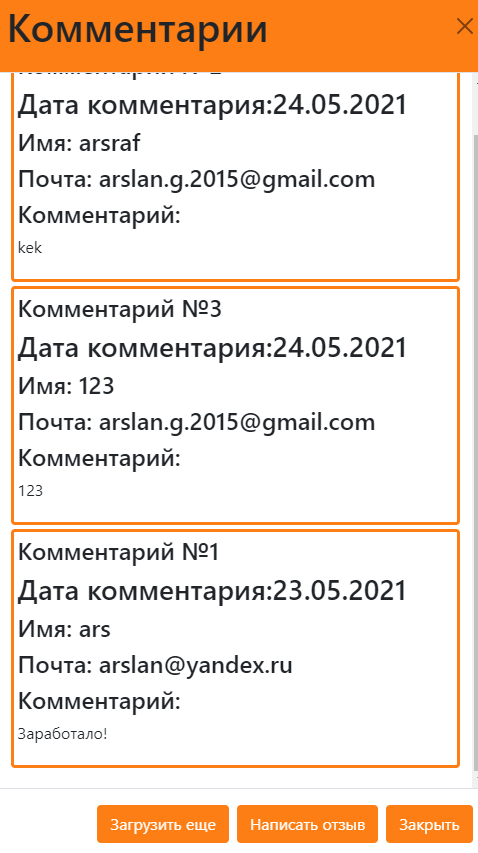 Комментарии
Дата комментария:24.05.2021
Имя: arsraf
Почта: arslan.g.2015@gmail.com
Комментарий:
kek
Комментарий №3
Дата комментария:24.05.2021
Имя: 123
Почта: arslan.g.2015@gmail.com
Комментарий:
123
Комментарий №1
Дата комментария:23.05.2021
Имя: ars
Почта: arslan@yandex.ru
Комментарий:
Заработало!
Загрузить еще
Написать отзыв
Закрыть